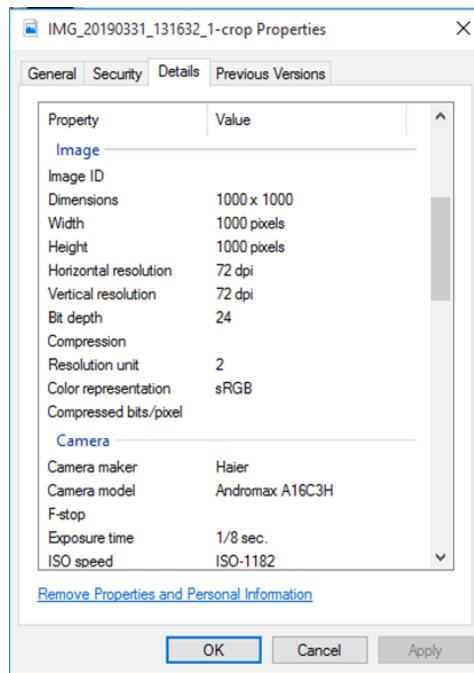 IMG_20190331_131632_1-crop Properties
General Security Details Previous Versions
Property Value
Image
Image ID
Dimensions 1000 x 1000
Width 1000 pixels
Height 1000 pixels
Horizontal resolution 72 dpi
Vertical resolution 72 dpi
Bit depth 24
Compression
Resolution unit 2
Color representation sRGB
Compressed bits/pixel
Camera
Camera maker Haier
Camera model Andromax A16C3H
F-stop
Exposure time 1/8 sec.
ISO speed ISO-1182
Remove Properties and Personal Information
OK Cancel Apply